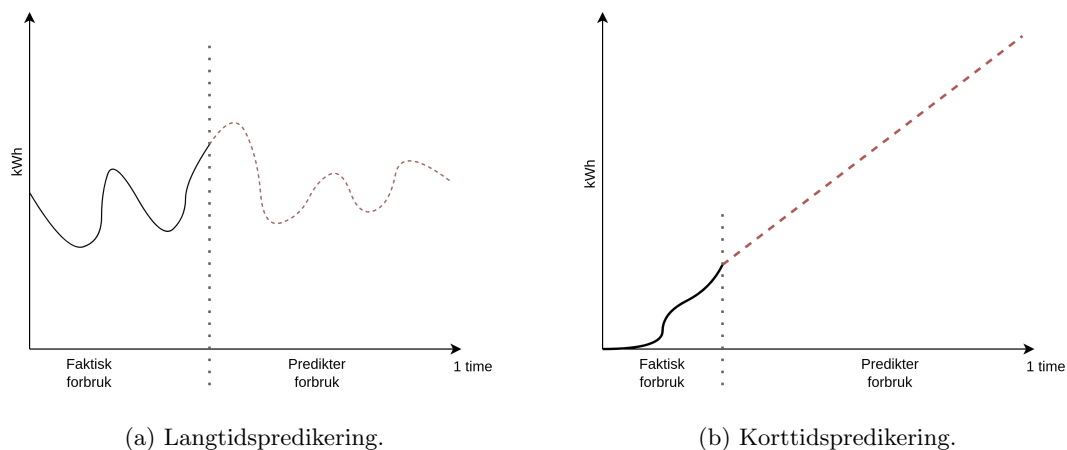 kWh
Faktisk
forbruk
Predikter
forbruk
1 time
(a) Langtidspredikering.
kWh
Faktisk
forbruk
Predikter
forbruk
1 time
(b) Korttidspredikering.